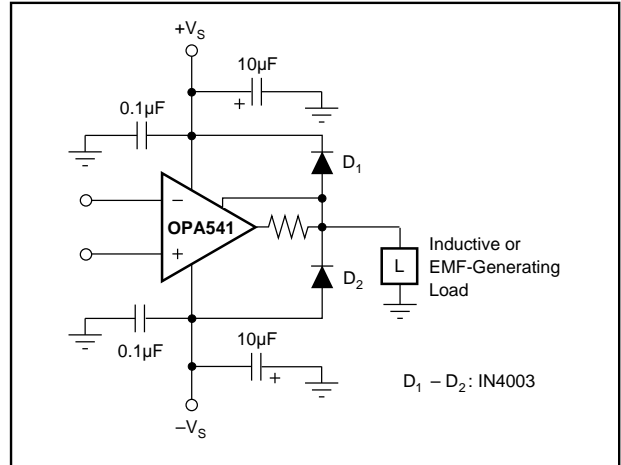 +V_S
10µF
+
0.1µF
D_1
–
OPA541
+
Inductive or
EMF-Generating
Load
L
D_2
0.1µF
10µF
+
D_1 – D_2: IN4003
–V_S